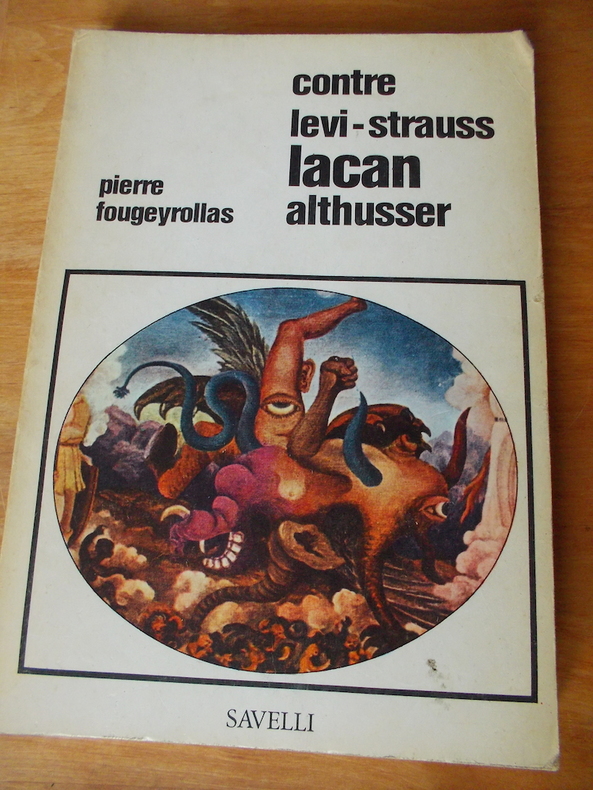 contre
levi-strauss
lacan
althusser
pierre
fougeyrollas
SAVELLI